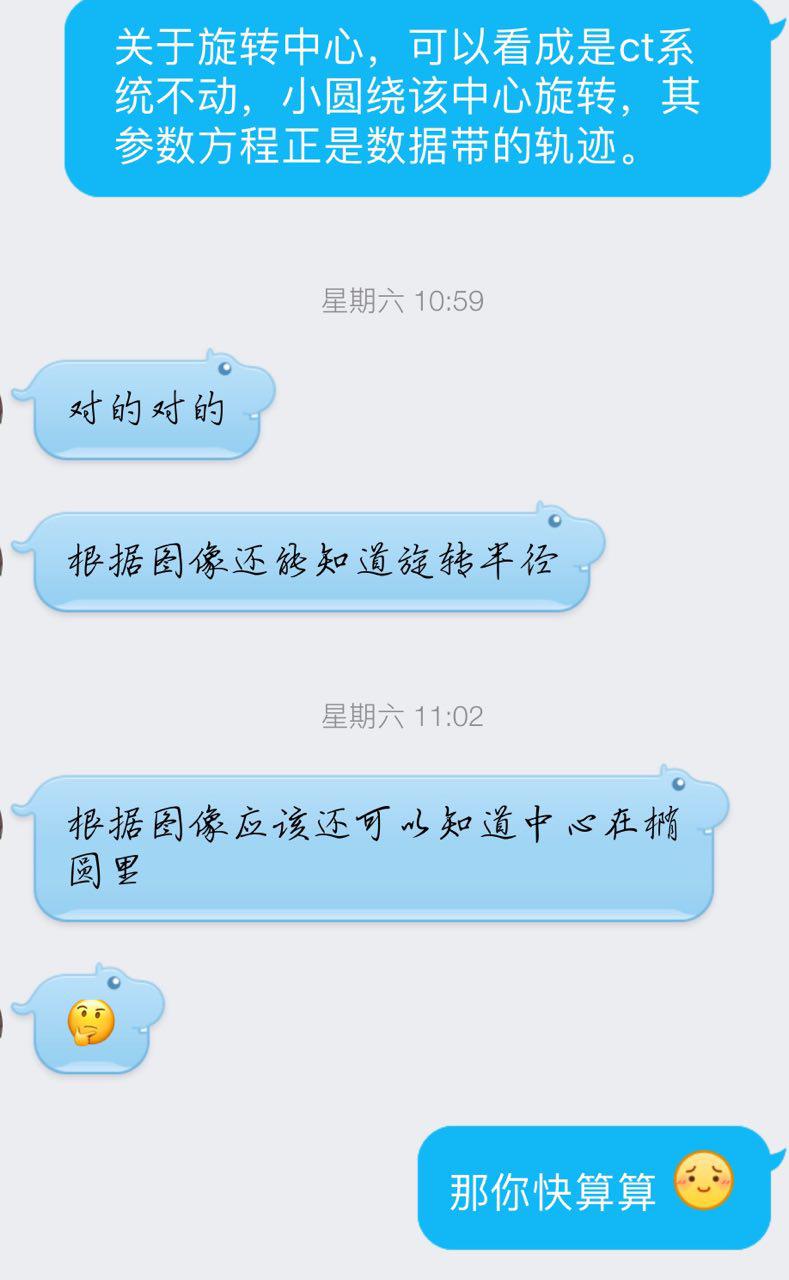 关于旋转中心，可以看成是ct系
统不动，小圆绕该中心旋转，其
参数方程正是数据带的轨迹。
星期六 10:59
对的对的
根据图像还能知道旋转半径
星期六 11:02
根据图像应该还可以知道中心在椭
圆里
🤔
那你快算算 😊